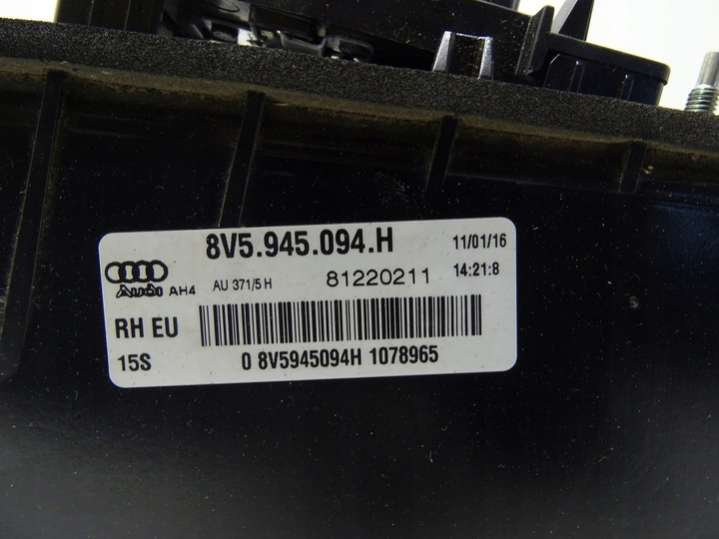 8V5.945.094.H 11/01/16
Audi AH4 AU 371/5 H 81220211 14:21:8
RH EU
15S 0 8V5945094H 1078965